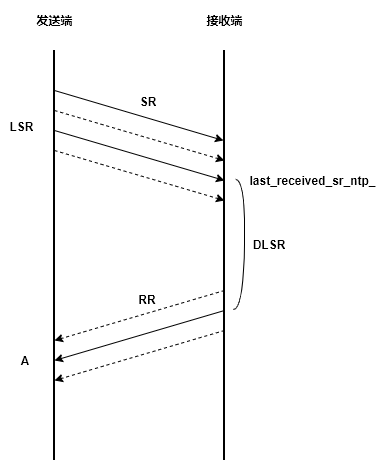 发送端
接收端
SR
LSR
last_received_sr_ntp_
DLSR
RR
A